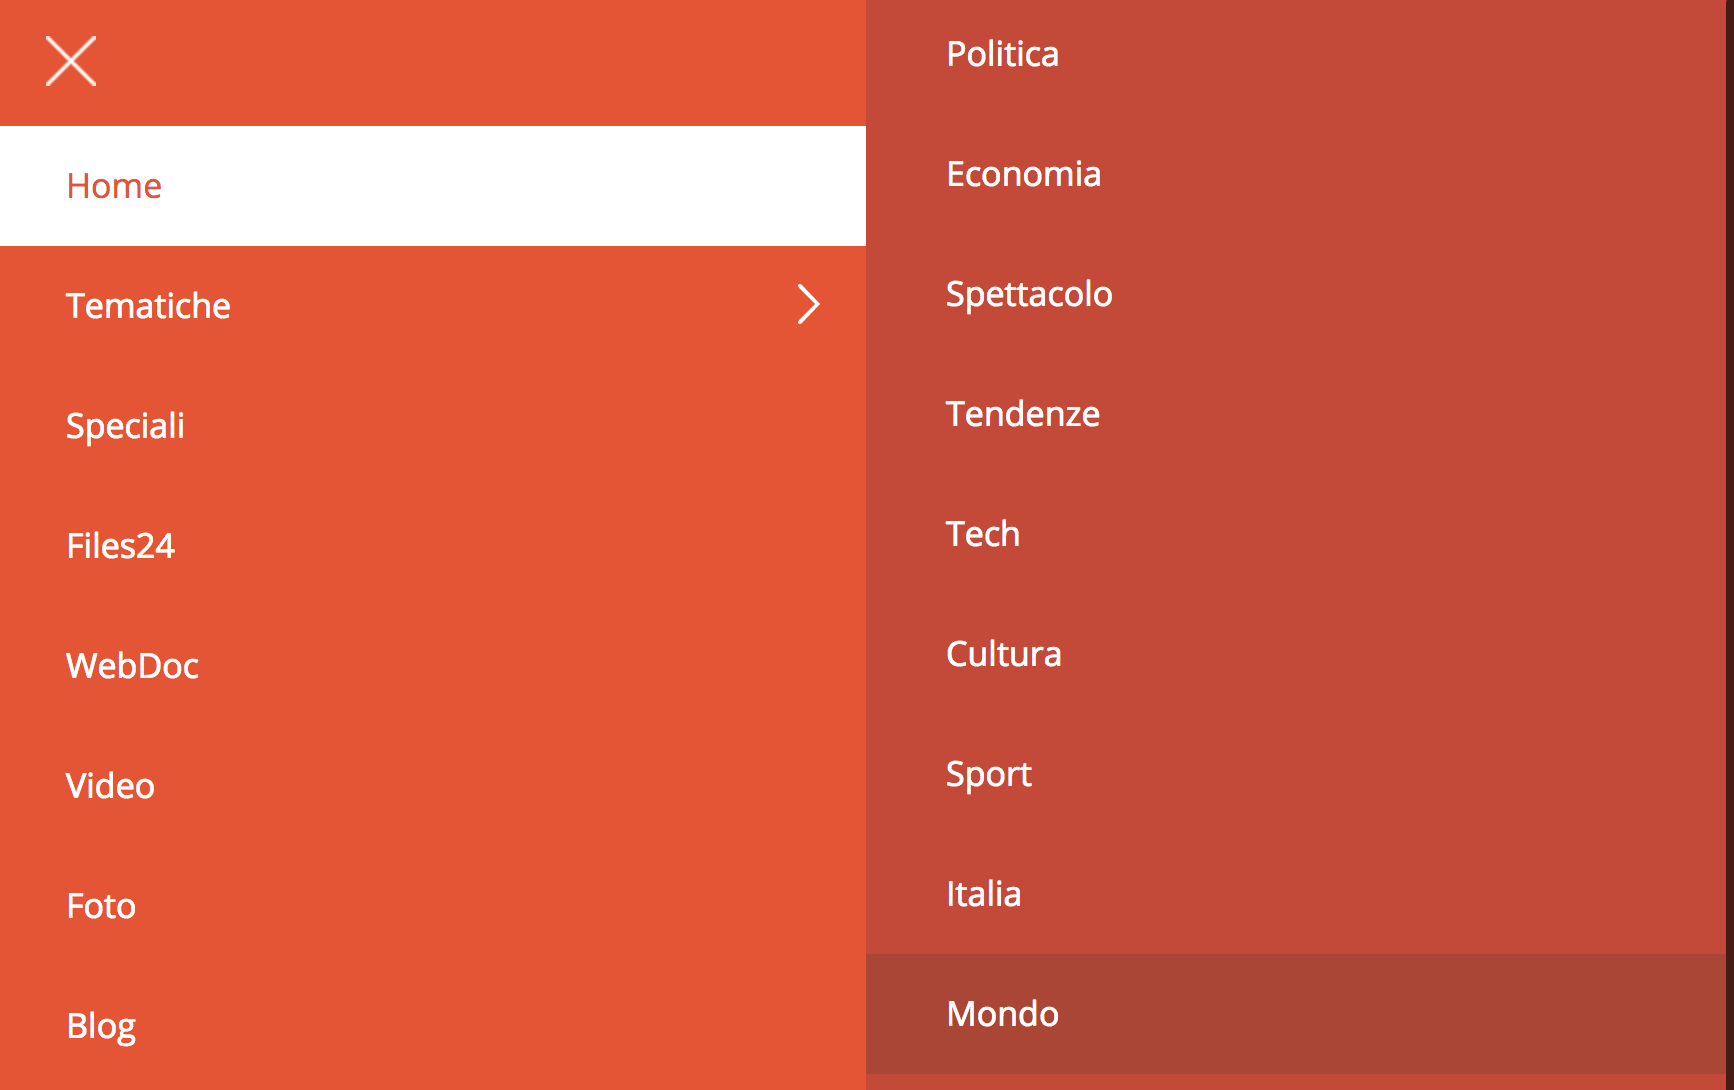 Home
Tematiche
Speciali
Files24
WebDoc
Video
Foto
Blog
Politica
Economia
Spettacolo
Tendenze
Tech
Cultura
Sport
Italia
Mondo